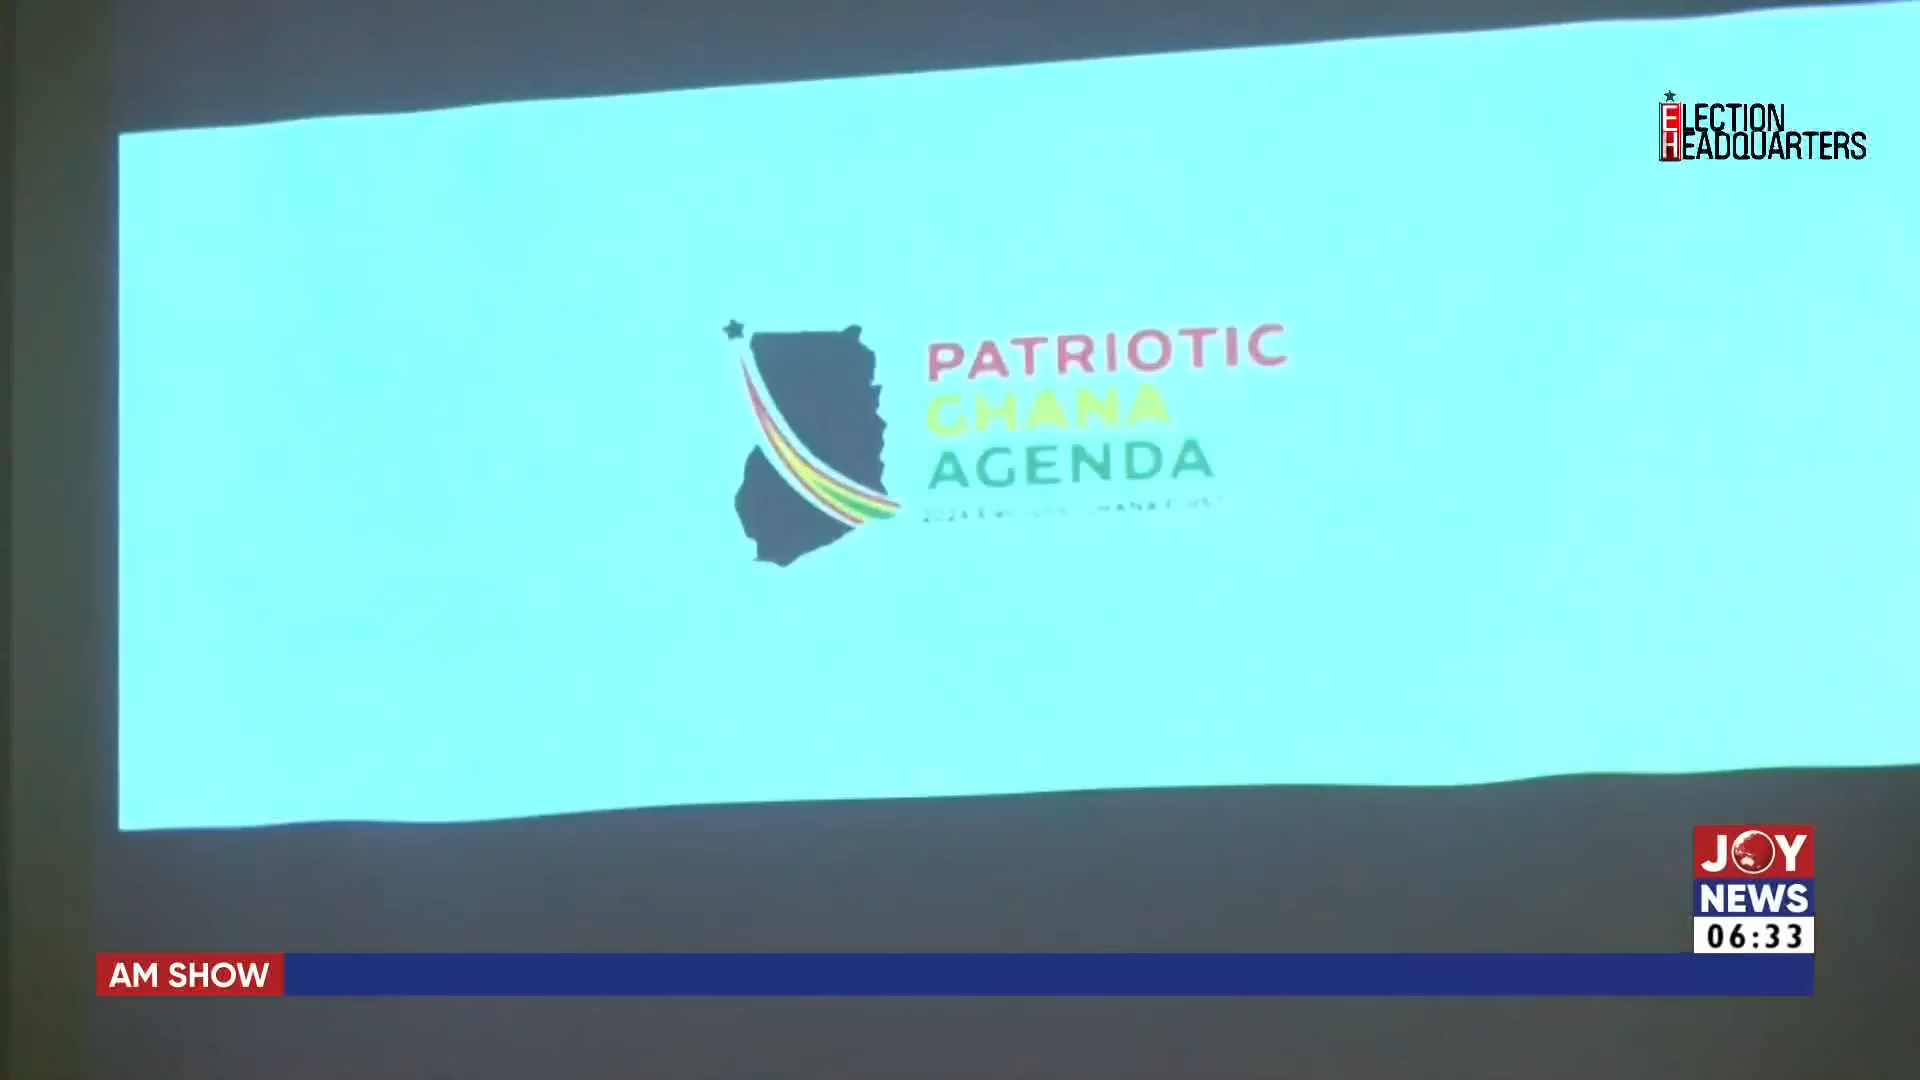 ELECTION
HEADQUARTERS
PATRIOTIC
GHANA
AGENDA
JOY
NEWS
06:33
AM SHOW